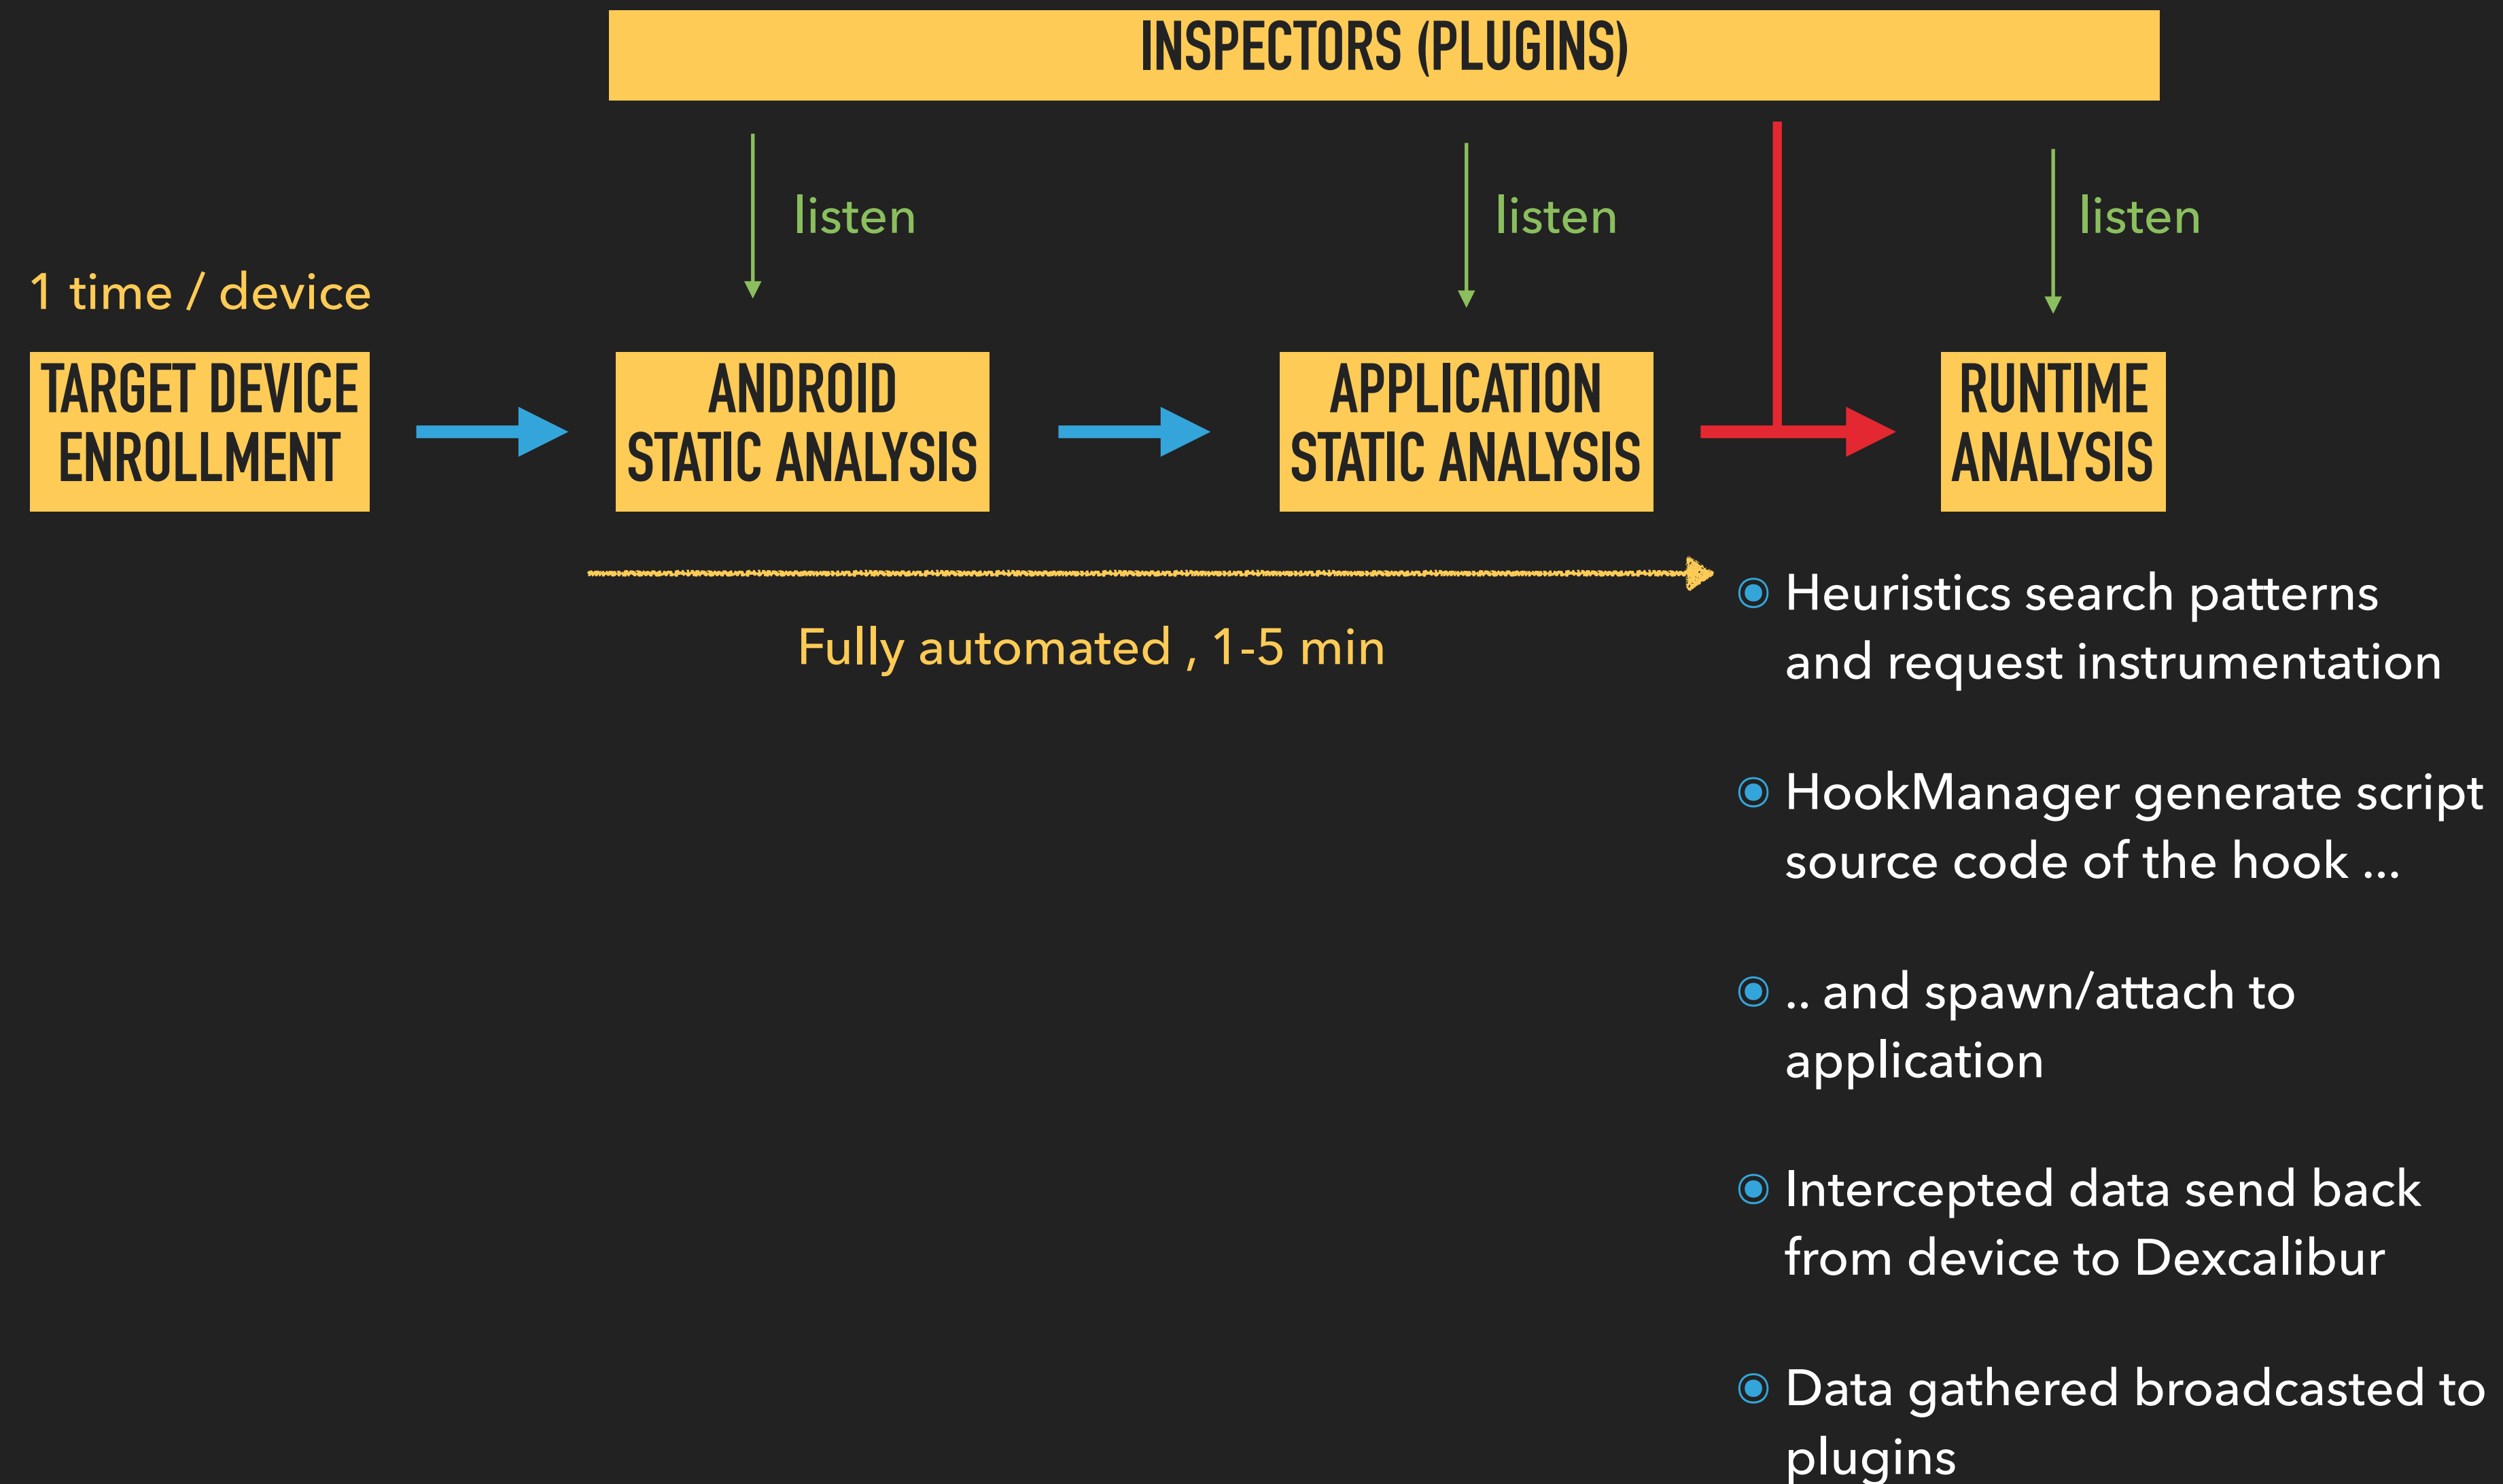 INSPECTORS (PLUGINS)
listen
listen
listen
1 time / device
TARGET DEVICE
ENROLLMENT
ANDROID
STATIC ANALYSIS
APPLICATION
STATIC ANALYSIS
RUNTIME
ANALYSIS
Fully automated , 1-5 min
Heuristics search patterns
and request instrumentation
HookManager generate script
source code of the hook ...
.. and spawn/attach to
application
Intercepted data send back
from device to Dexcalibur
Data gathered broadcasted to
plugins